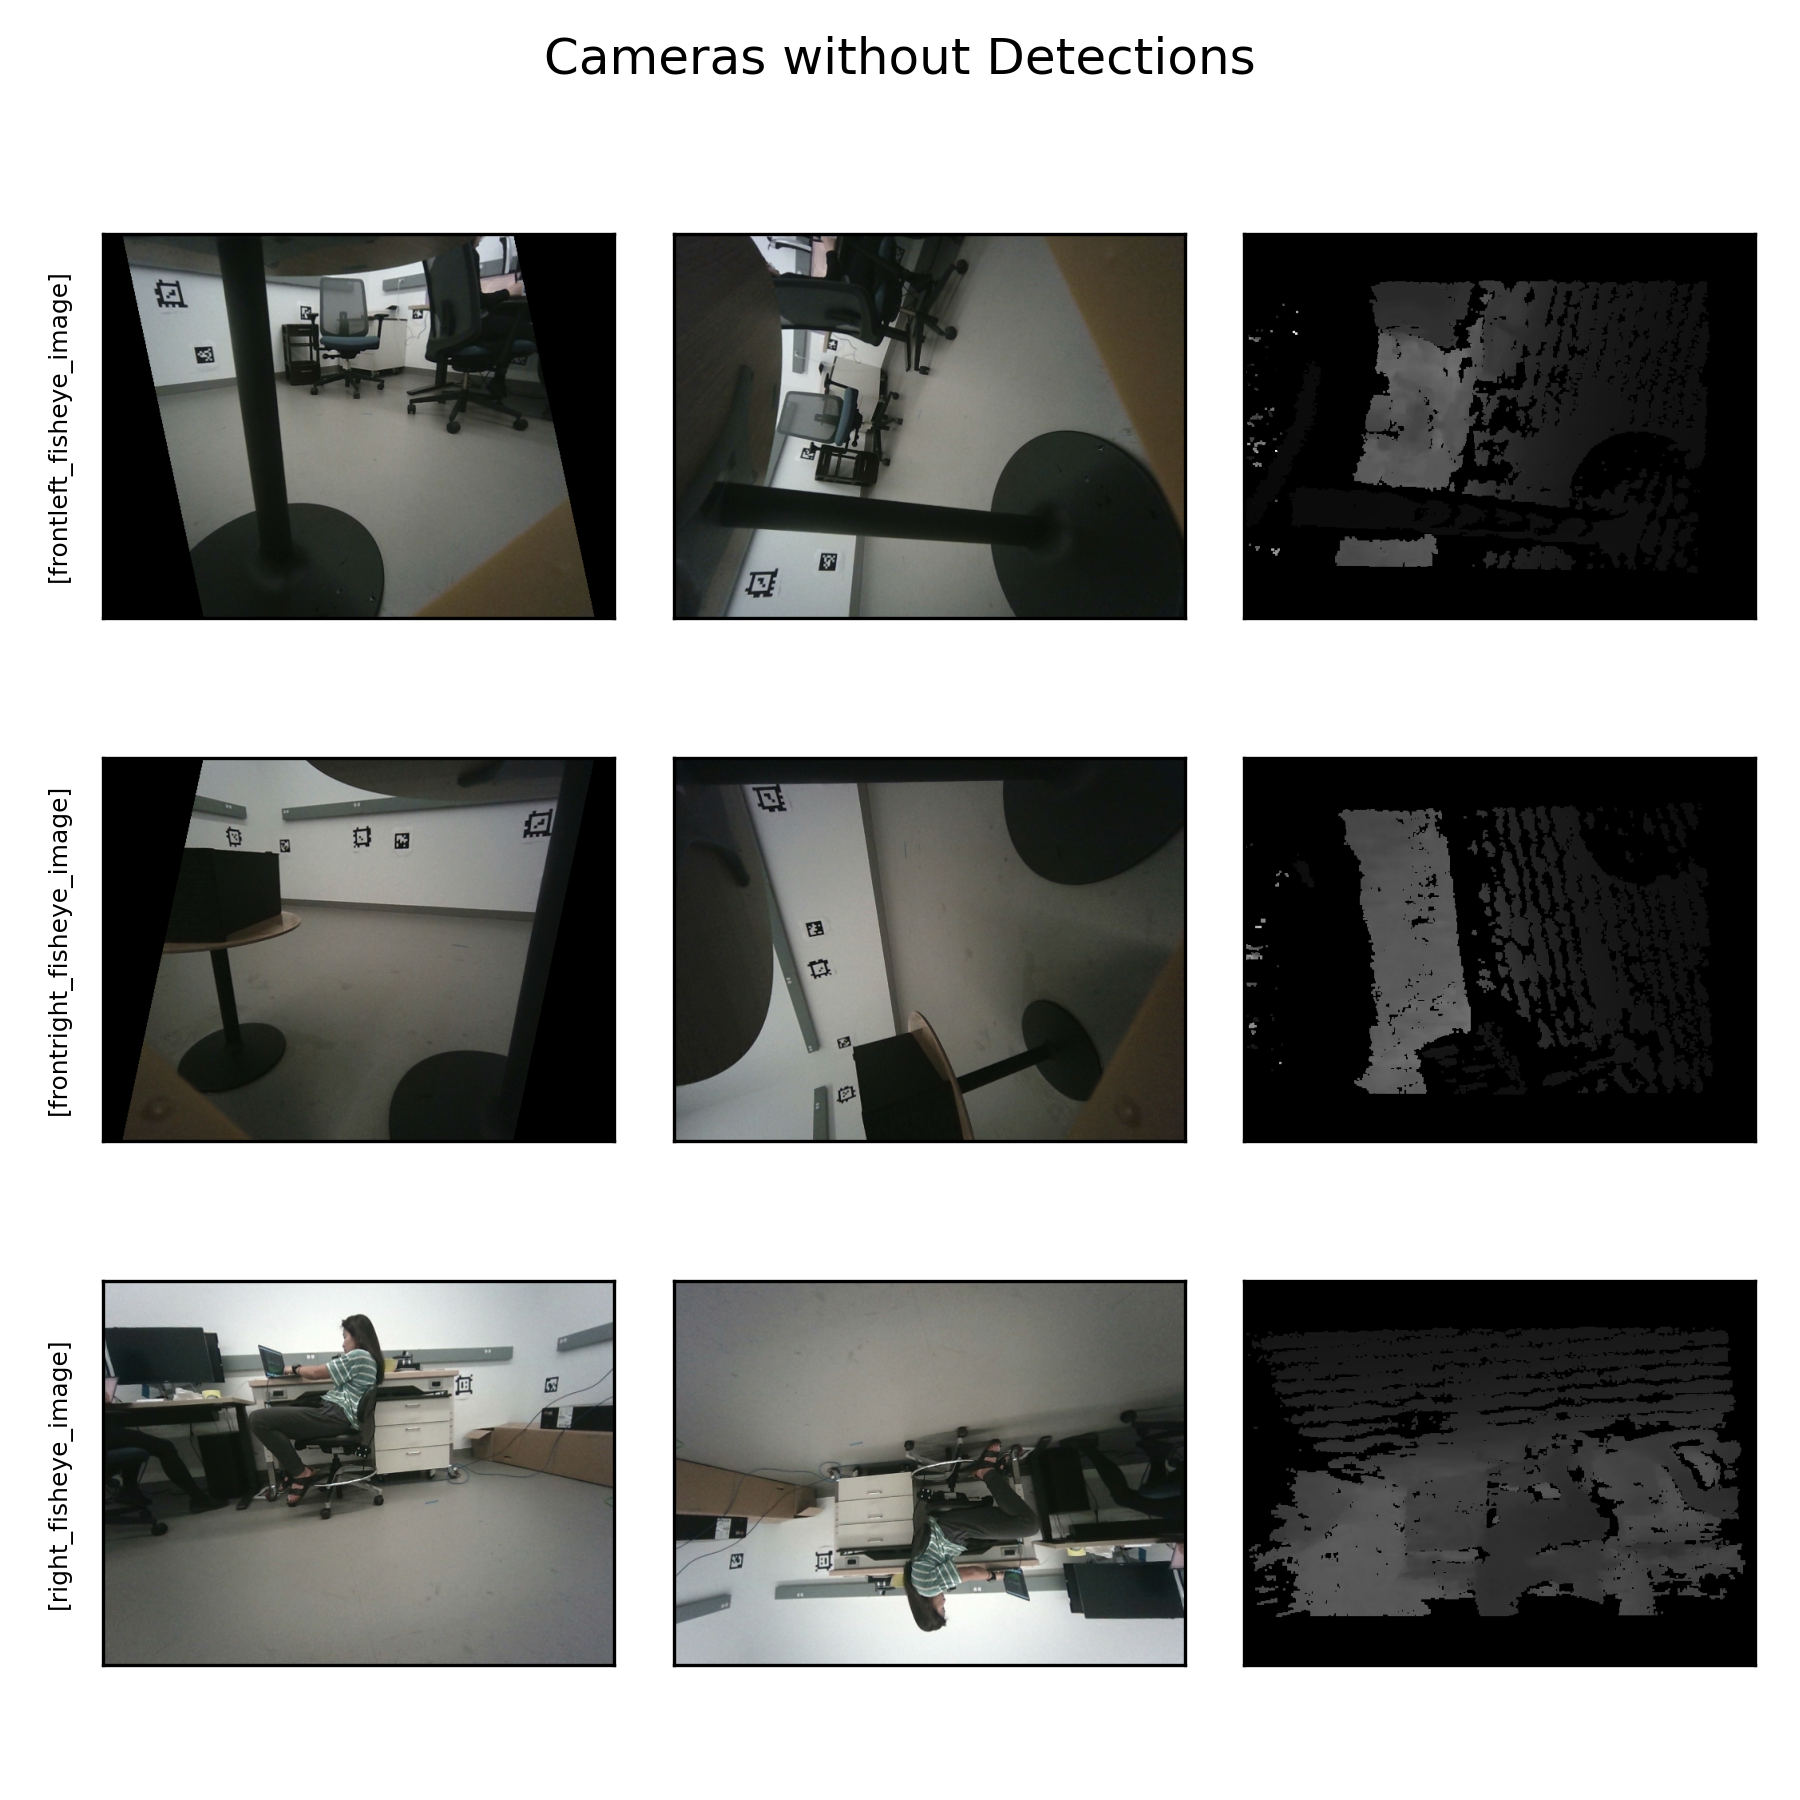 Cameras without Detections
[frontleft_fisheye_image]
[frontright_fisheye_image]
[right_fisheye_image]